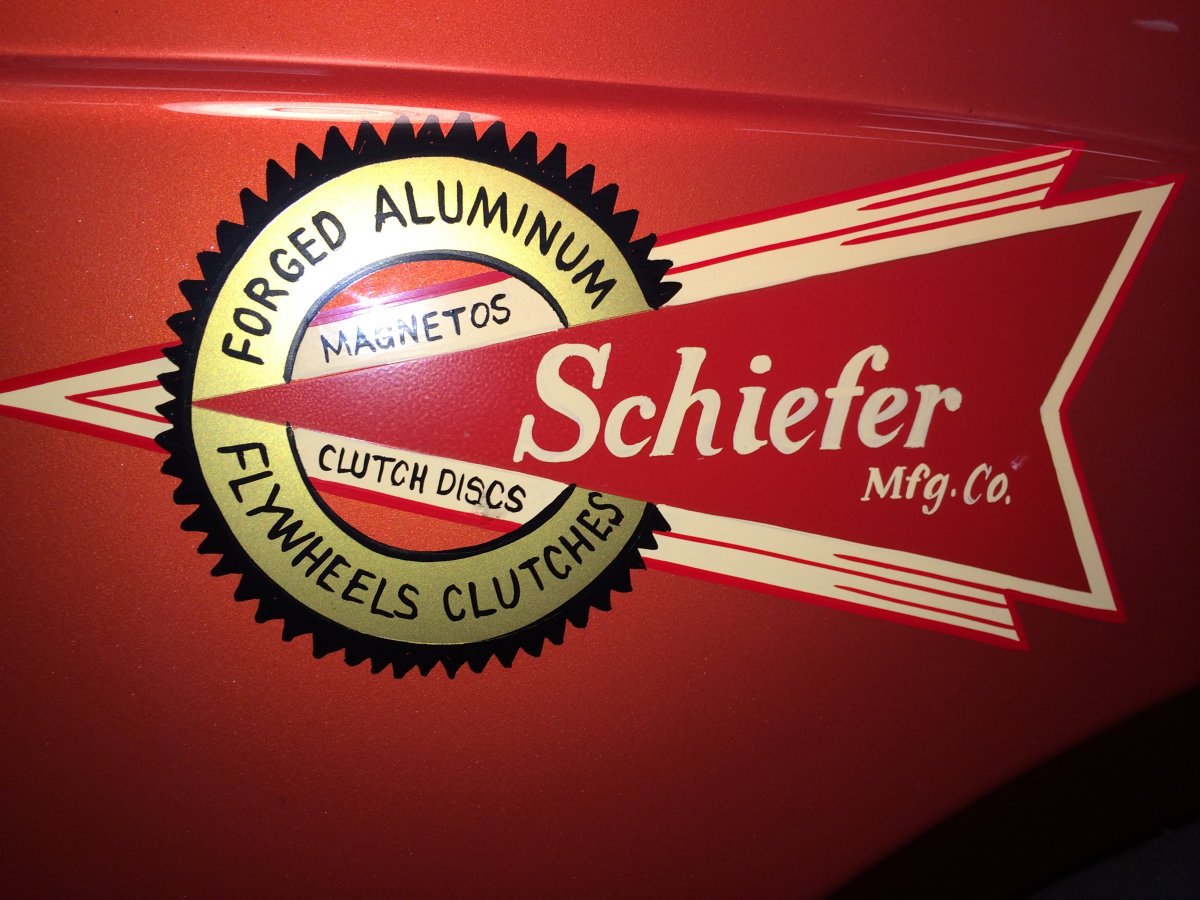 FORGED ALUMINUM
MAGNETOS
Schiefer
Mfg.Co.
CLUTCH DISCS
FLYWHEELS CLUTCHES